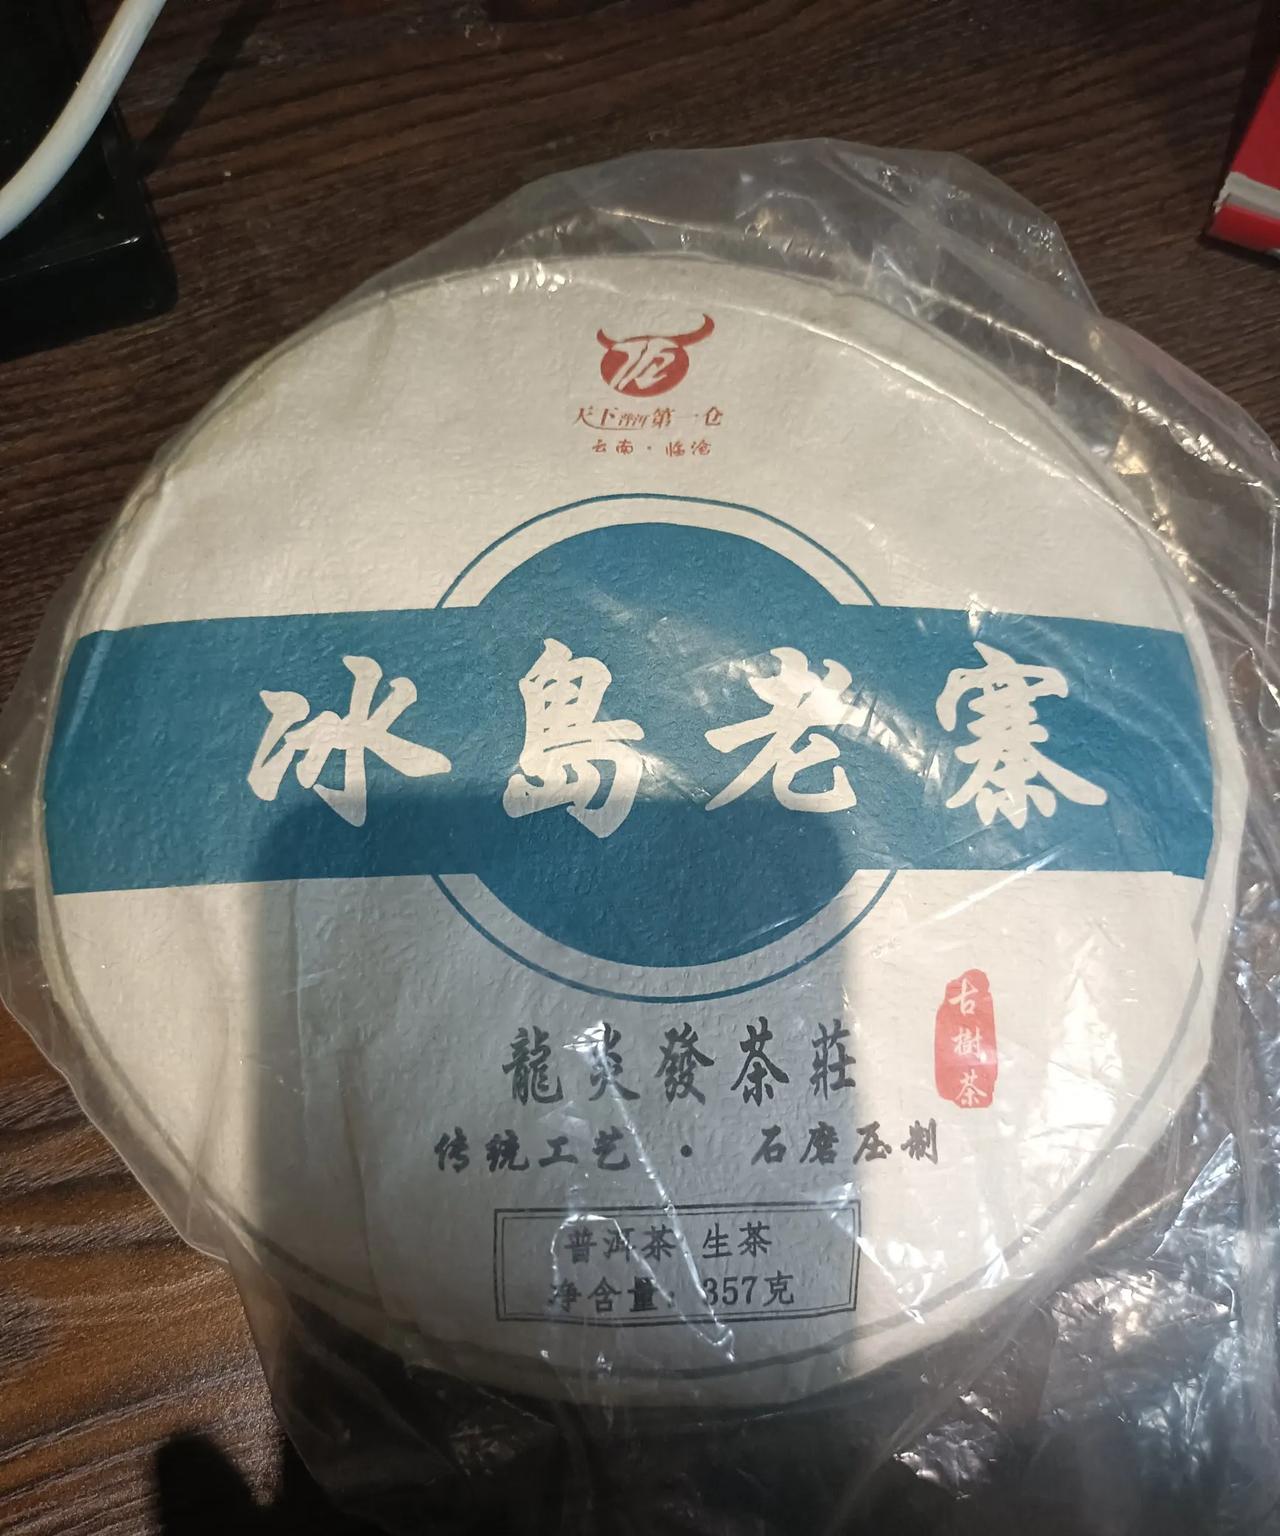 天下滂河第一仓
云南·临沧
冰島老寨
古樹茶
龍炎發茶莊
传统工艺 · 石磨压制
普洱茶 生茶
净含量：357克